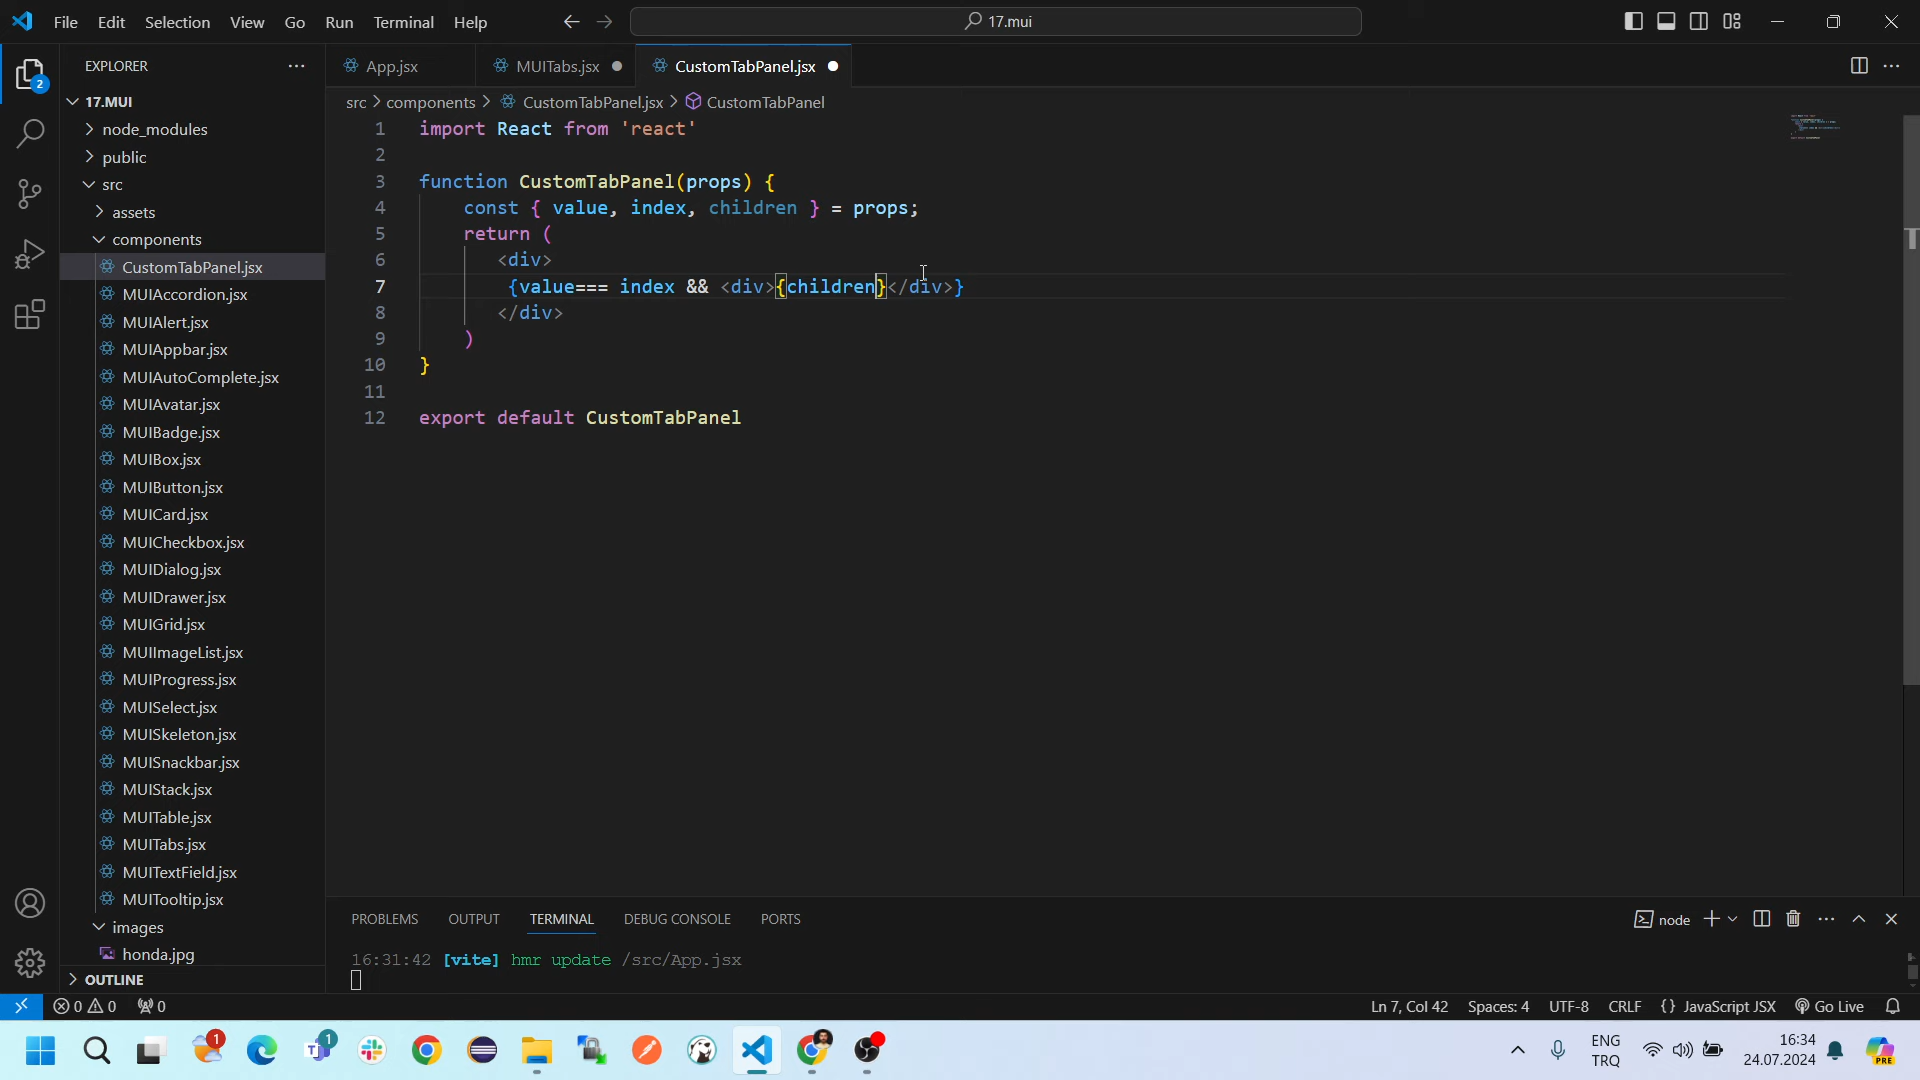 File Edit Selection View Go Run Terminal Help
17.mui
EXPLORER
17.MUI
node_modules
public
src
assets
components
CustomTabPanel.jsx
MUIAccordion.jsx
MUIAlert.jsx
MUIAppbar.jsx
MUIAutoComplete.jsx
MUIAvatar.jsx
MUIBadge.jsx
MUIBox.jsx
MUIButton.jsx
MUICard.jsx
MUICheckbox.jsx
MUIDialog.jsx
MUIDrawer.jsx
MUIGrid.jsx
MUIImageList.jsx
MUIProgress.jsx
MUISelect.jsx
MUISkeleton.jsx
MUISnackbar.jsx
MUIStack.jsx
MUITable.jsx
MUITabs.jsx
MUITextField.jsx
MUITooltip.jsx
images
honda.jpg
OUTLINE
App.jsx MUITabs.jsx CustomTabPanel.jsx
src > components > CustomTabPanel.jsx > CustomTabPanel
1 import React from 'react'
2
3 function CustomTabPanel(props) {
4 const { value, index, children } = props;
5 return (
6 <div>
7 {value=== index && <div>{children}</div>}
8 </div>
9 )
10 }
11
12 export default CustomTabPanel
PROBLEMS OUTPUT TERMINAL DEBUG CONSOLE PORTS
node
16:31:42 [vite] hmr update /src/App.jsx
0 0 0
Ln 7, Col 42 Spaces: 4 UTF-8 CRLF {} JavaScript JSX Go Live
2
1
1
ENG
TRQ
16:34
24.07.2024
PRE